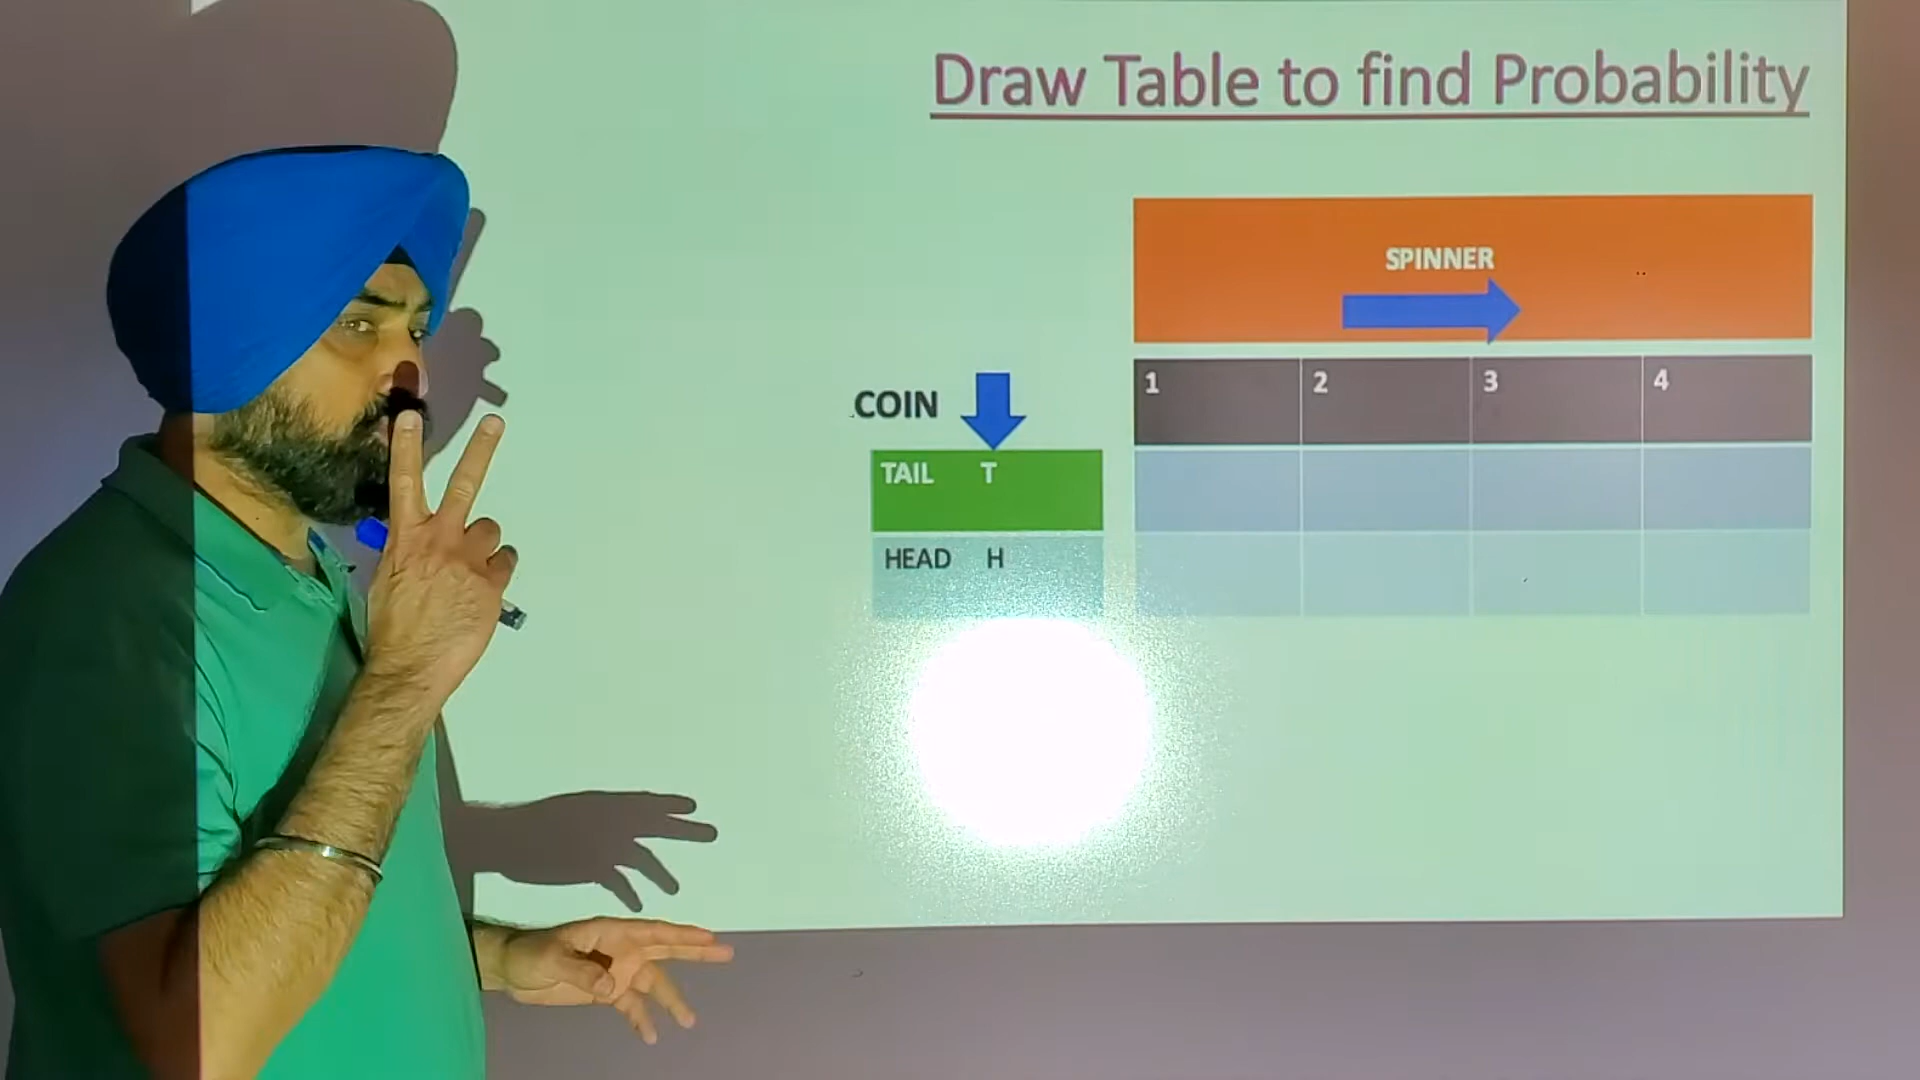 Draw Table to find Probability
SPINNER
COIN
1 2 3 4
TAIL T
HEAD H